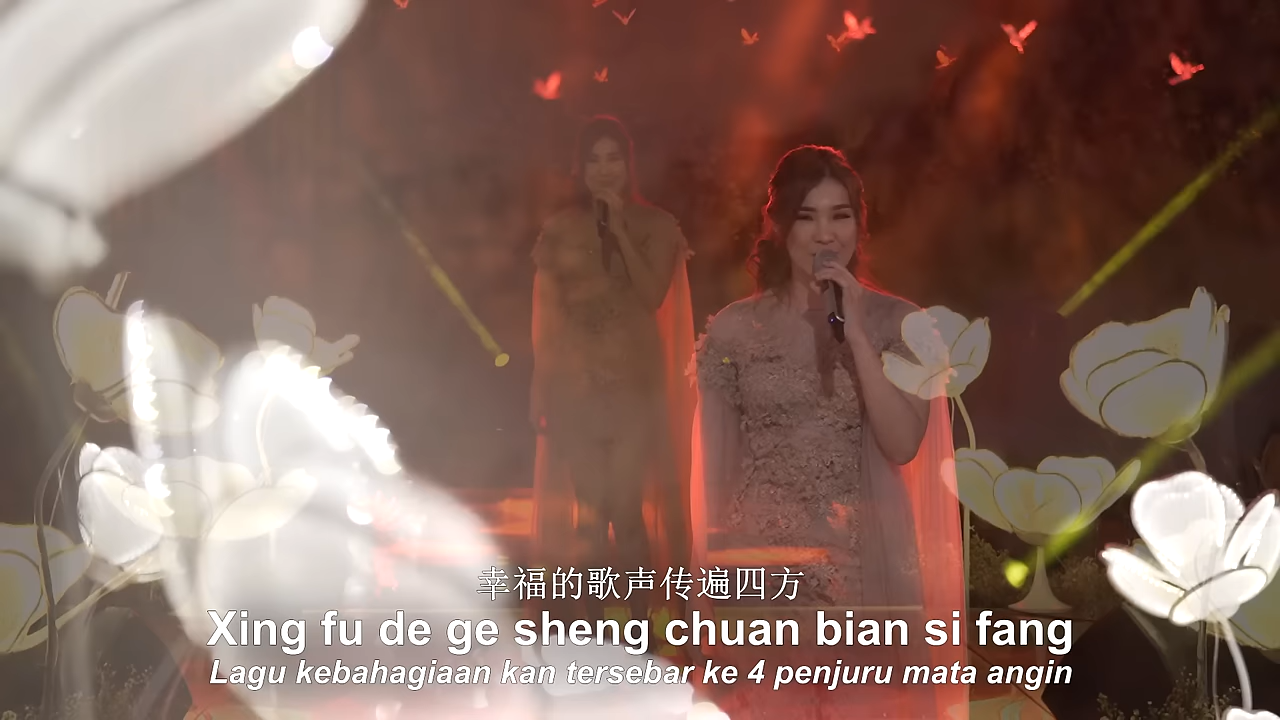 幸福的歌声传遍四方
Xing fu de ge sheng chuan bian si fang
Lagu kebahagiaan kan tersebar ke 4 penjuru mata angin